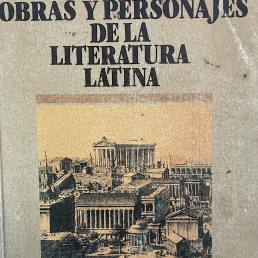 OBRAS Y PERSONAJES
DE LA
LITERATURA
LATINA